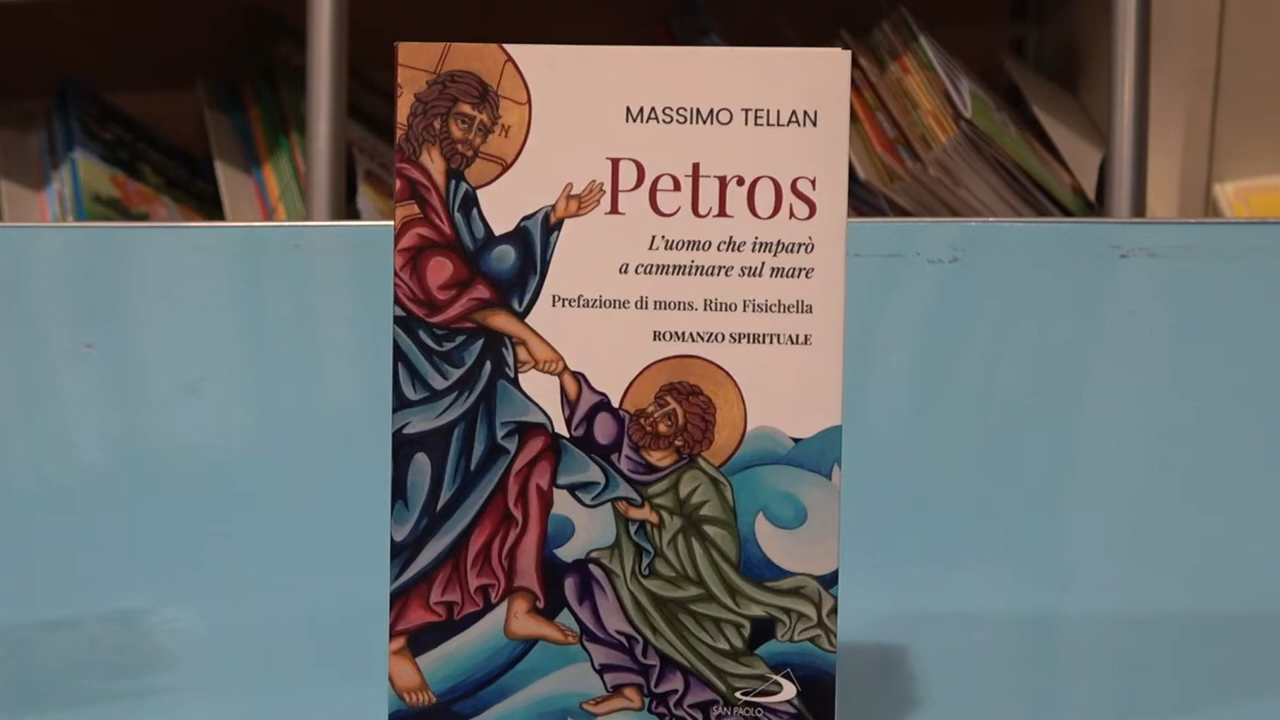 MASSIMO TELLAN
Petros
L'uomo che imparò
a camminare sul mare
Prefazione di mons. Rino Fisichella
ROMANZO SPIRITUALE
N
SAN PAOLO